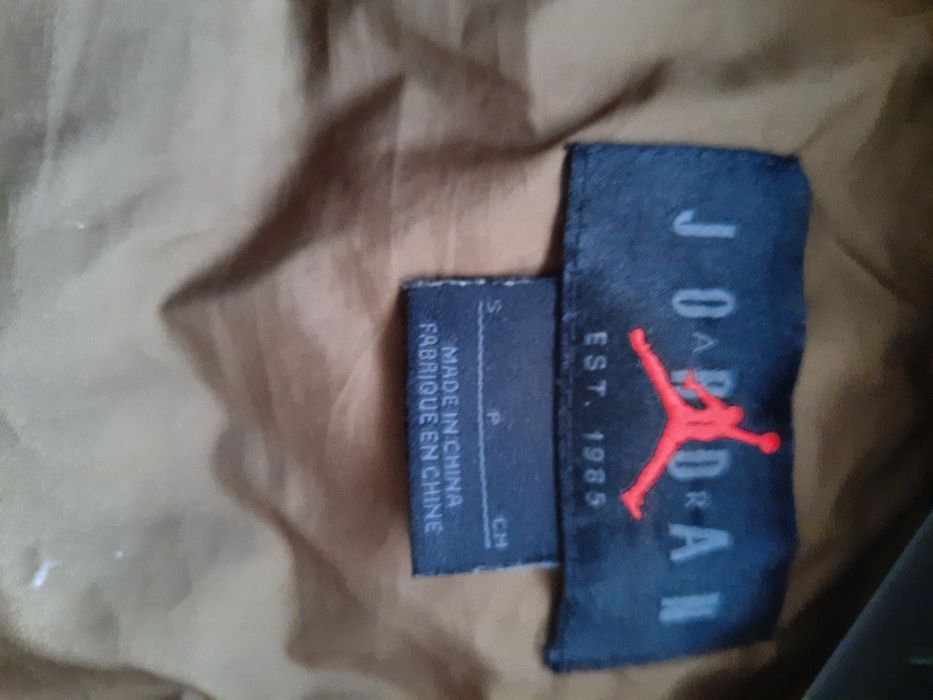 JORDAN
A R
EST. 1985
S P CH
MADE IN CHINA
FABRIQUE EN CHINE